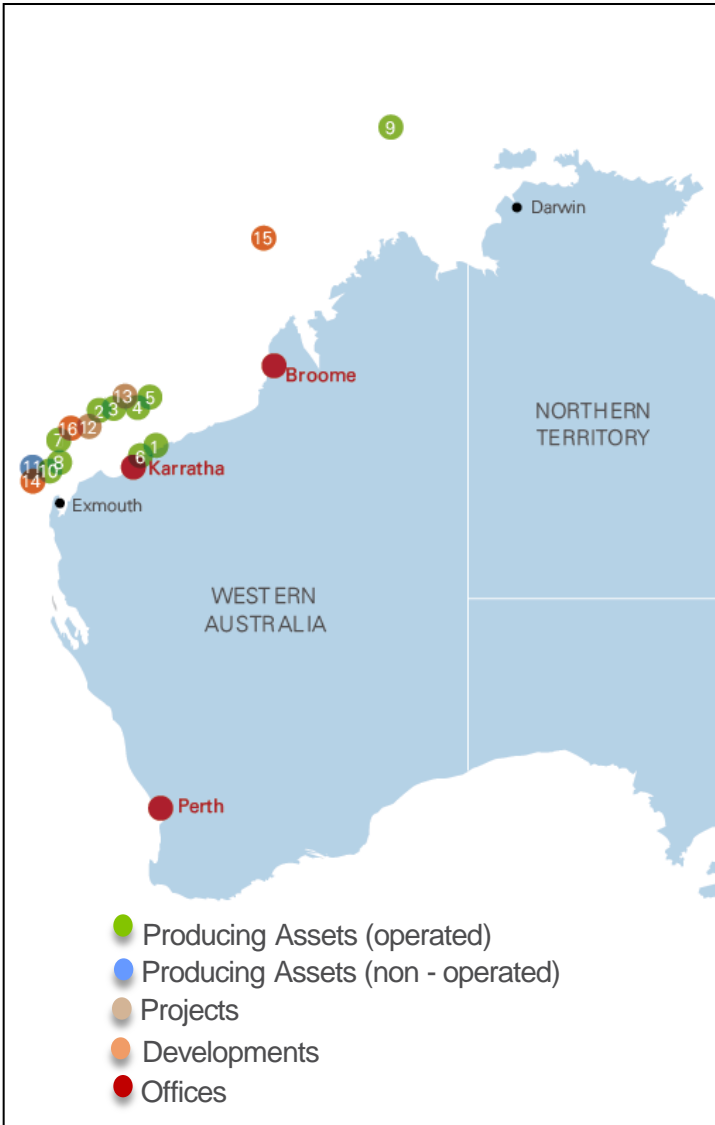 9
Darwin
15
Broome
13
5
2
3
4
NORTHERN
TERRITORY
16
12
7
1
6
11
8
10
Karratha
14
Exmouth
WESTERN
AUSTRALIA
Perth
Producing Assets (operated)
Producing Assets (non - operated)
Projects
Developments
Offices